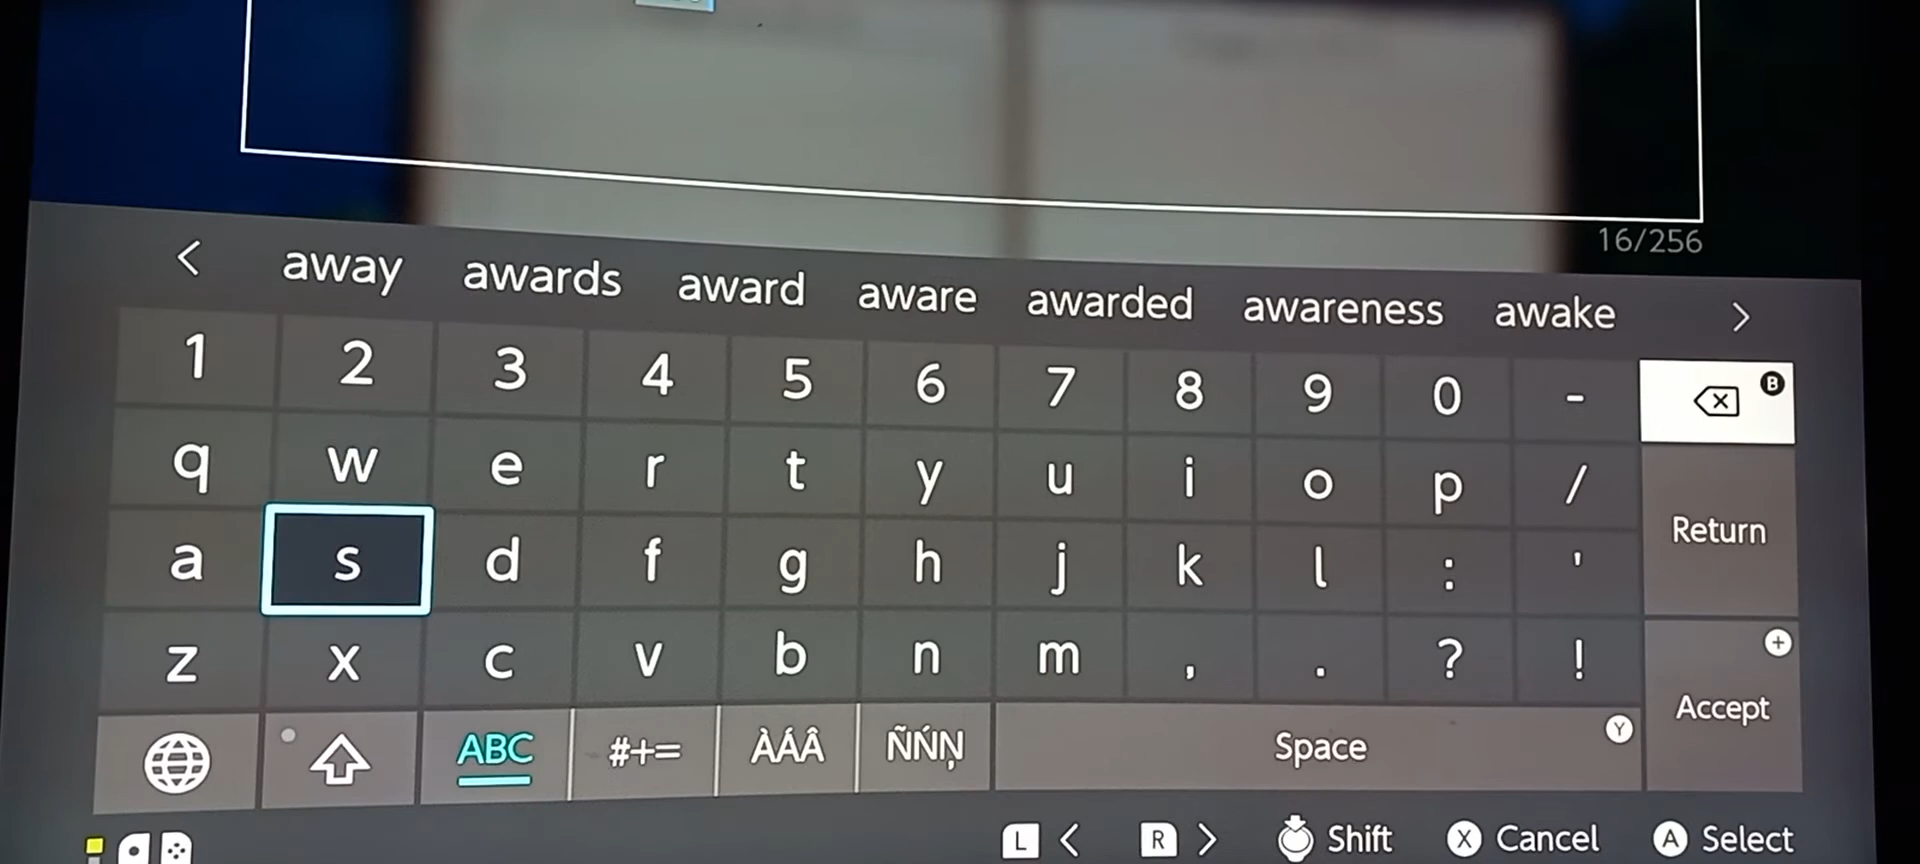 16/256
< away awards award aware awarded awareness awake >
1 2 3 4 5 6 7 8 9 0 - B
q w e r t y u i o p /
a s d f g h j k l : ' Return
z x c v b n m , . ? ! +
Accept
ABC #+= ÀÁÂ ÑŃŅ Space Y
L < R > Shift X Cancel A Select